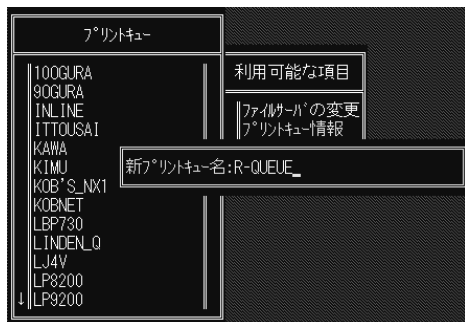 プリントキュー
100GURA
90GURA
INLINE
ITTOUSAI
KAWA
KIMU
KOB'S_NX1
KOBNET
LBP730
LINDEN_Q
LJ4V
LP8200
↓LP9200
利用可能な項目
ファイルサーバの変更
プリントキュー情報
新プリントキュー名:R-QUEUE_